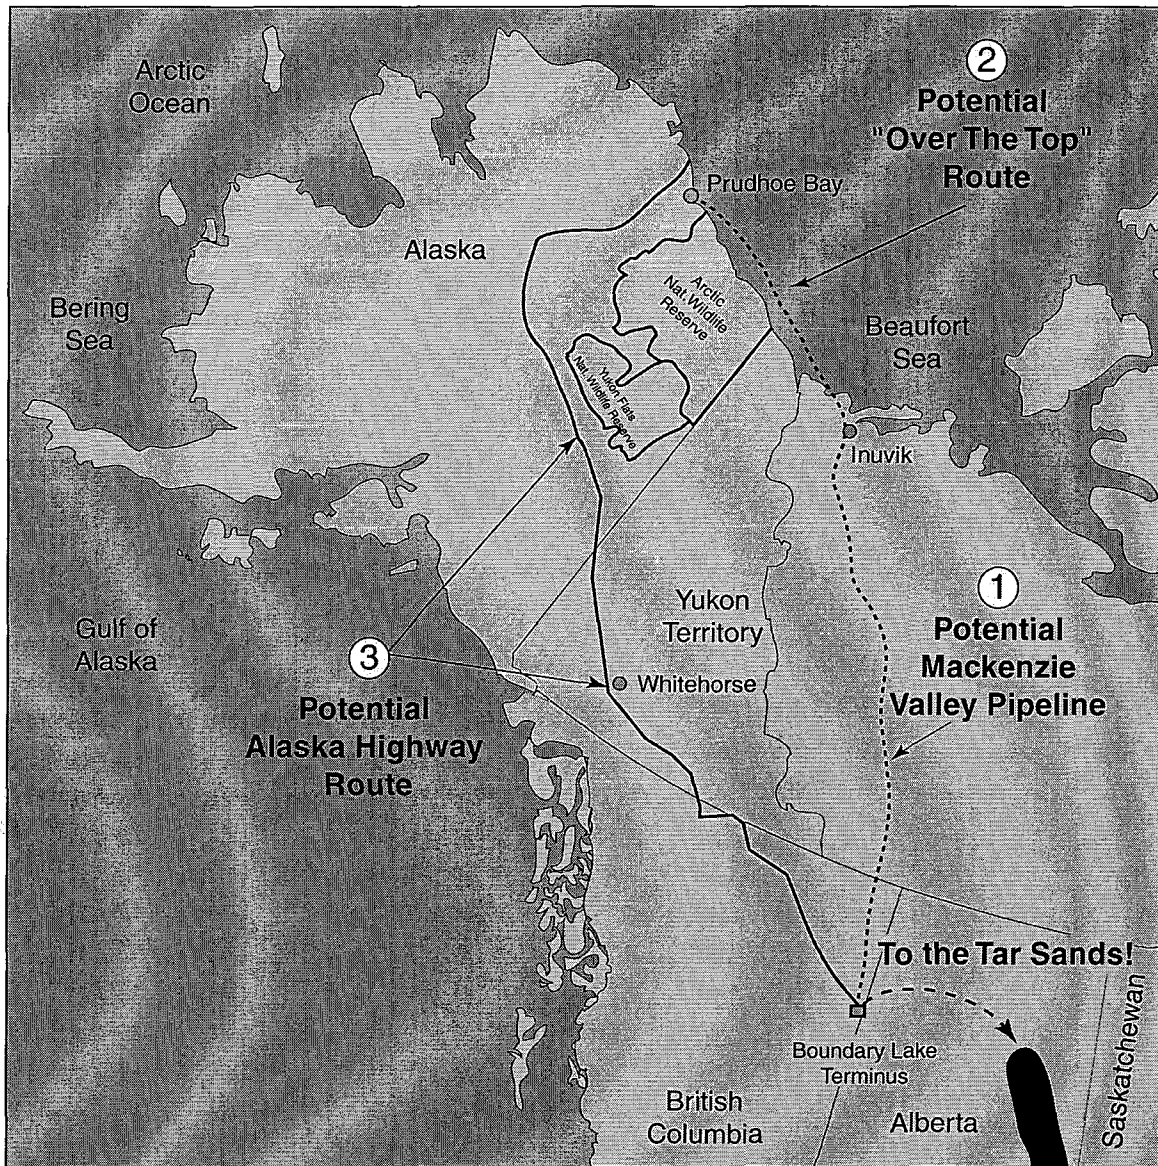 Arctic
Ocean
2
Potential
"Over The Top"
Route
Prudhoe Bay
Alaska
Arctic
Nat. Wildlife
Reserve
Bering
Sea
Beaufort
Sea
Yukon Flats
Nat. Wildlife Reserve
Inuvik
1
Potential
Mackenzie
Valley Pipeline
Yukon
Territory
Gulf of
Alaska
3
Potential
Alaska Highway
Route
Whitehorse
To the Tar Sands!
Boundary Lake
Terminus
British
Columbia
Alberta
Saskatchewan